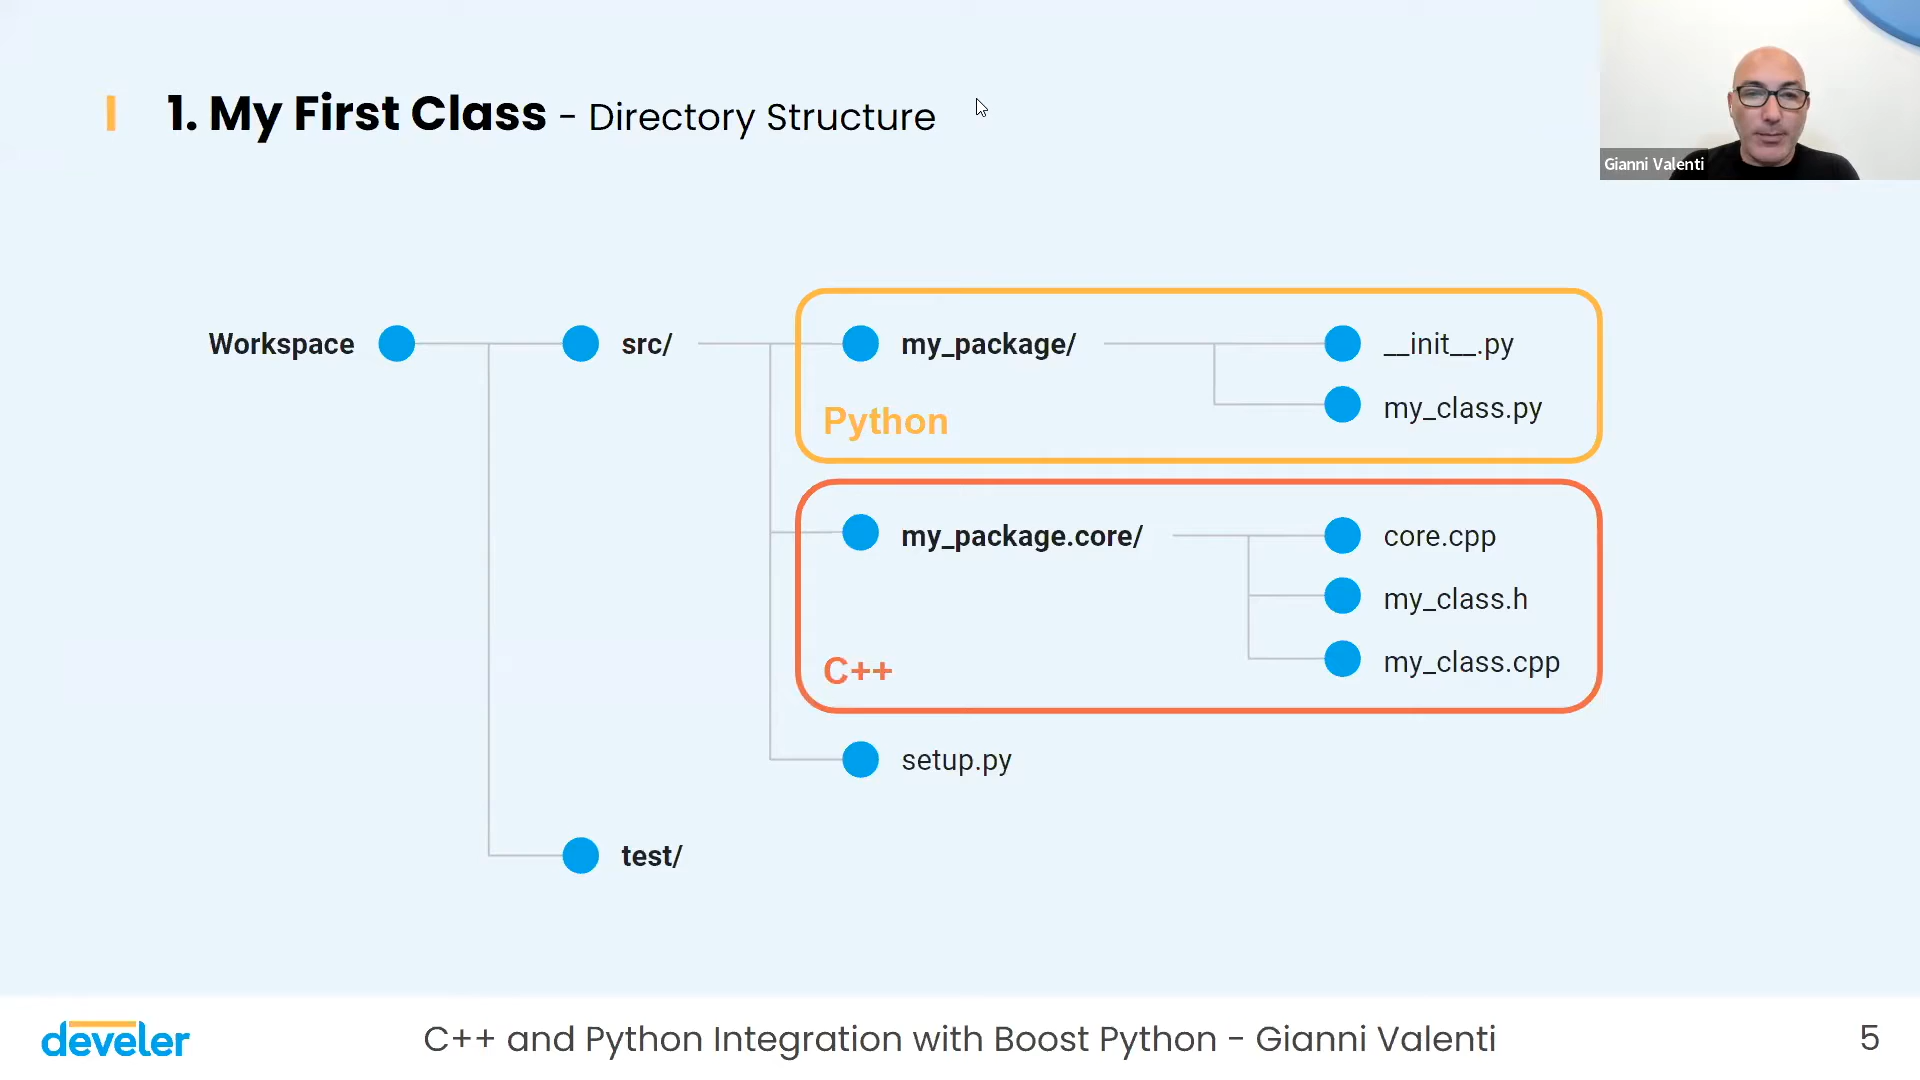 1. My First Class - Directory Structure
Gianni Valenti
Workspace
src/
my_package/
__init__.py
my_class.py
Python
my_package.core/
core.cpp
my_class.h
my_class.cpp
C++
setup.py
test/
develer
C++ and Python Integration with Boost Python - Gianni Valenti
5